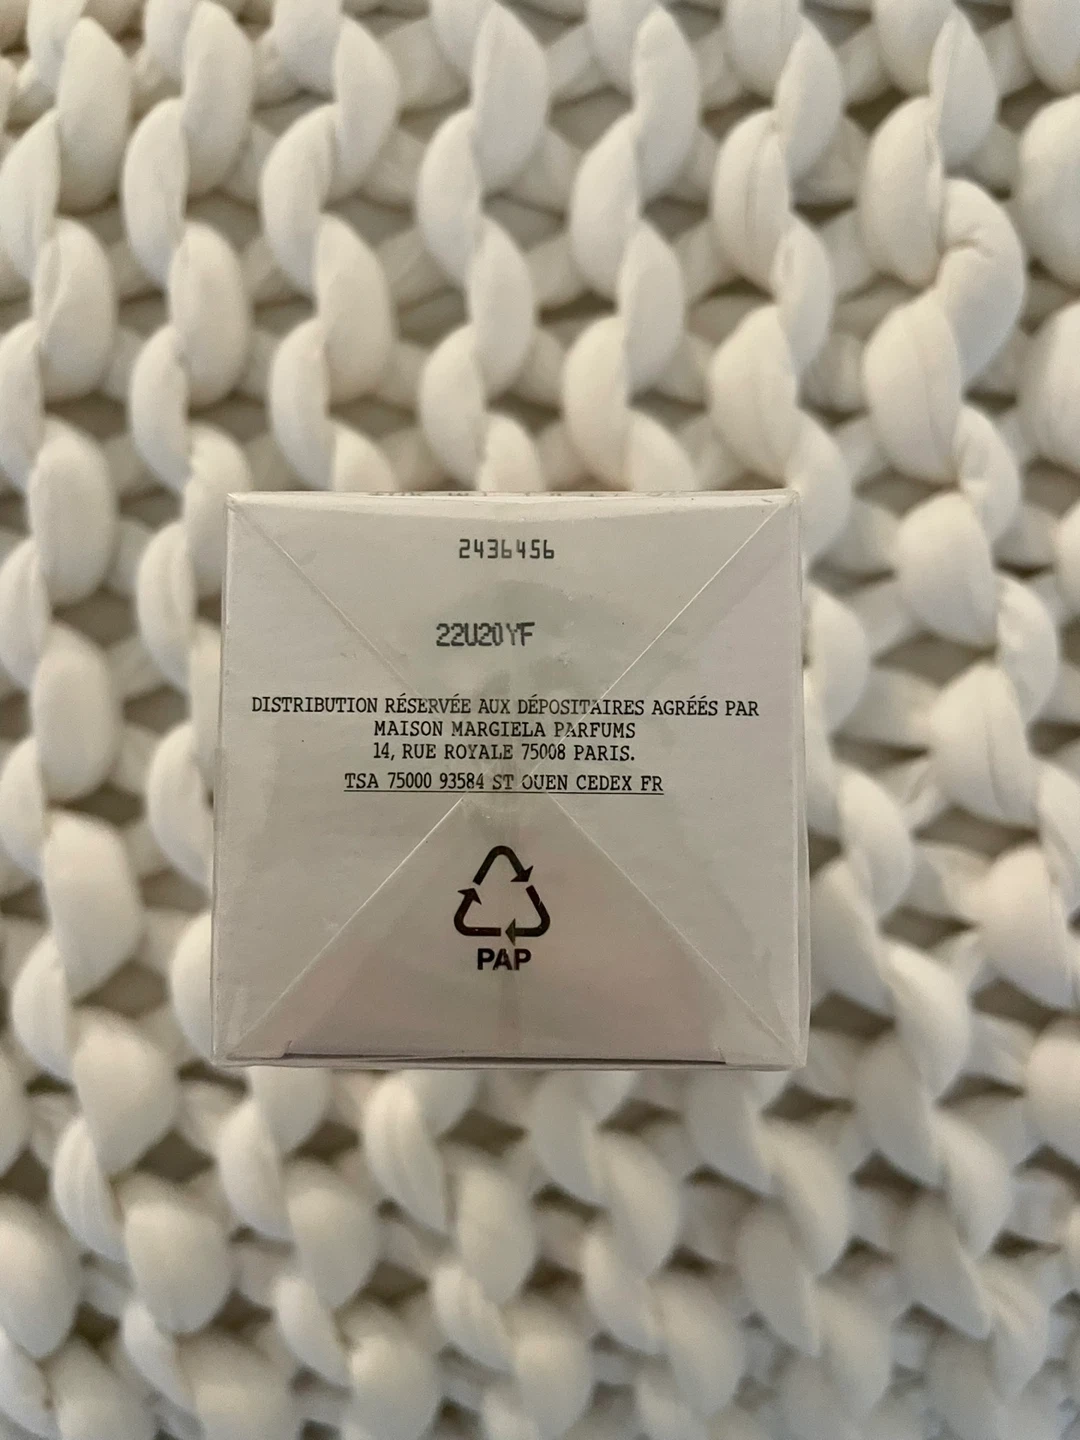 2436456
22U20YF
DISTRIBUTION RÉSERVÉE AUX DÉPOSITAIRES AGRÉÉS PAR
MAISON MARGIELA PARFUMS
14, RUE ROYALE 75008 PARIS.
TSA 75000 93584 ST OUEN CEDEX FR
PAP